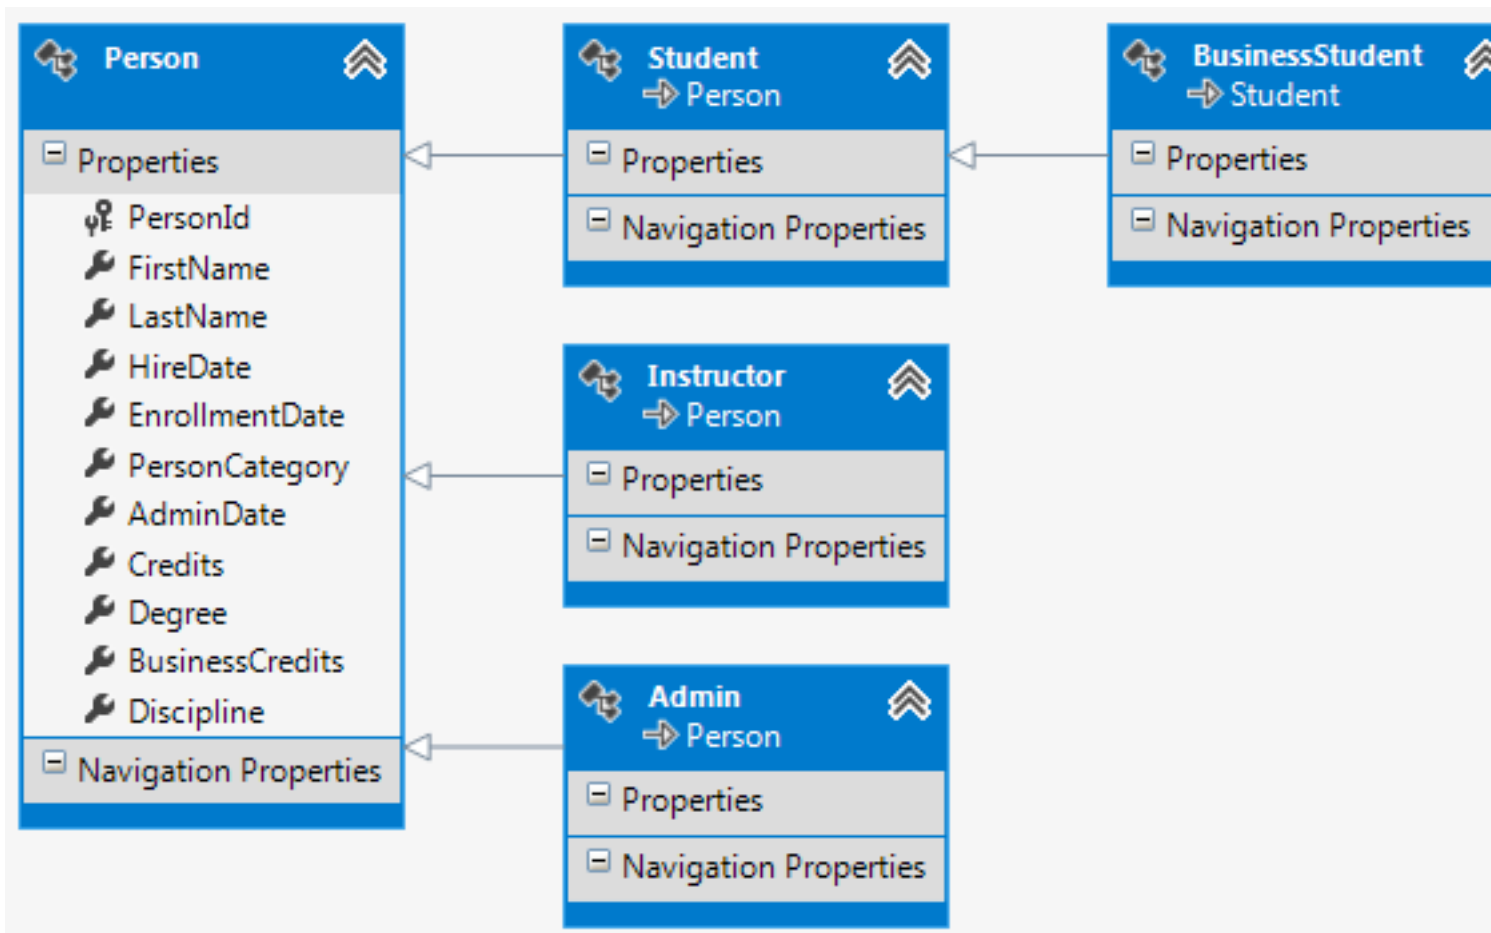 Person
Properties
PersonId
FirstName
LastName
HireDate
EnrollmentDate
PersonCategory
AdminDate
Credits
Degree
BusinessCredits
Discipline
Navigation Properties
Student
Person
Properties
Navigation Properties
Instructor
Person
Properties
Navigation Properties
Admin
Person
Properties
Navigation Properties
BusinessStudent
Student
Properties
Navigation Properties